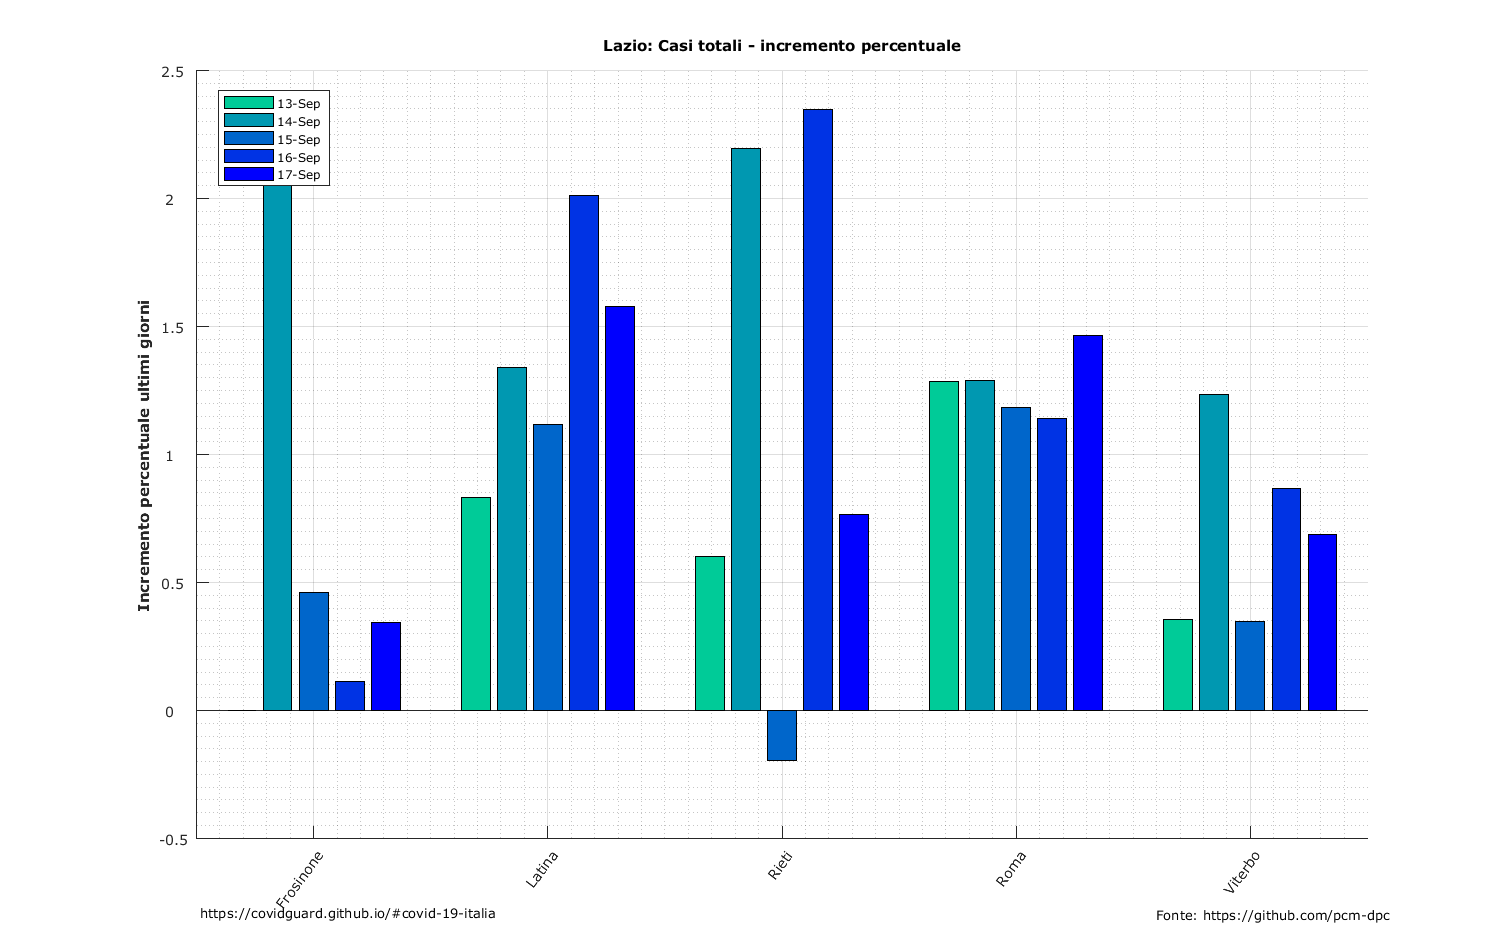 Lazio: Casi totali - incremento percentuale
2.5
2
1.5
1
0.5
0
-0.5
Incremento percentuale ultimi giorni
13-Sep
14-Sep
15-Sep
16-Sep
17-Sep
Frosinone
Latina
Rieti
Roma
Viterbo
https://covidguard.github.io/#covid-19-italia
Fonte: https://github.com/pcm-dpc